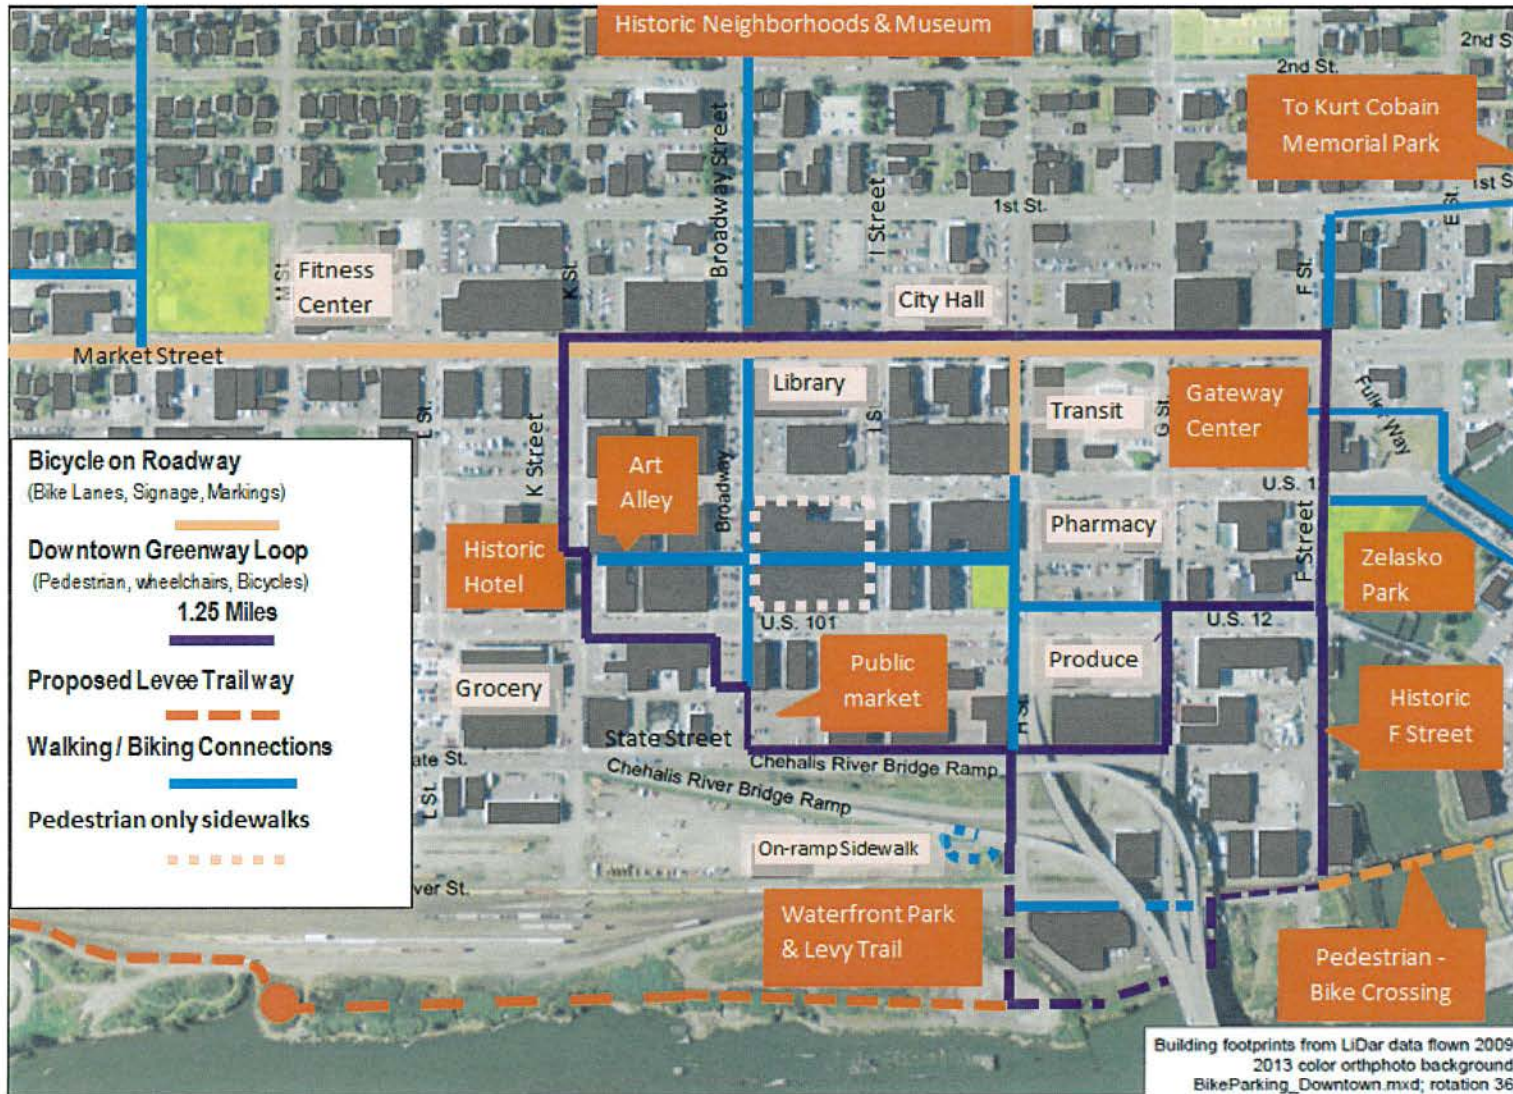 Historic Neighborhoods & Museum
2nd S
2nd St.
To Kurt Cobain
Memorial Park
1st S
1st St.
E St.
Broadway Street
I Street
F St.
K St.
M St.
Fitness
Center
City Hall
Market Street
Library
Transit
Gateway
Center
G St.
Fuller Way
L St.
K Street
I St.
Art
Alley
Broadway
U.S. 1
Pharmacy
F Street
Historic
Hotel
Zelasko
Park
U.S. 101
U.S. 12
Public
market
Produce
Grocery
Historic
F Street
H St.
State Street
ate St.
Chehalis River Bridge Ramp
Chehalis River Bridge Ramp
L St.
On-ramp Sidewalk
ver St.
Waterfront Park
& Levy Trail
Pedestrian -
Bike Crossing
Bicycle on Roadway
(Bike Lanes, Signage, Markings)
Downtown Greenway Loop
(Pedestrian, wheelchairs, Bicycles)
1.25 Miles
Proposed Levee Trailway
Walking / Biking Connections
Pedestrian only sidewalks
Building footprints from LiDar data flown 2009
2013 color orthphoto background
BikeParking_Downtown.mxd; rotation 36